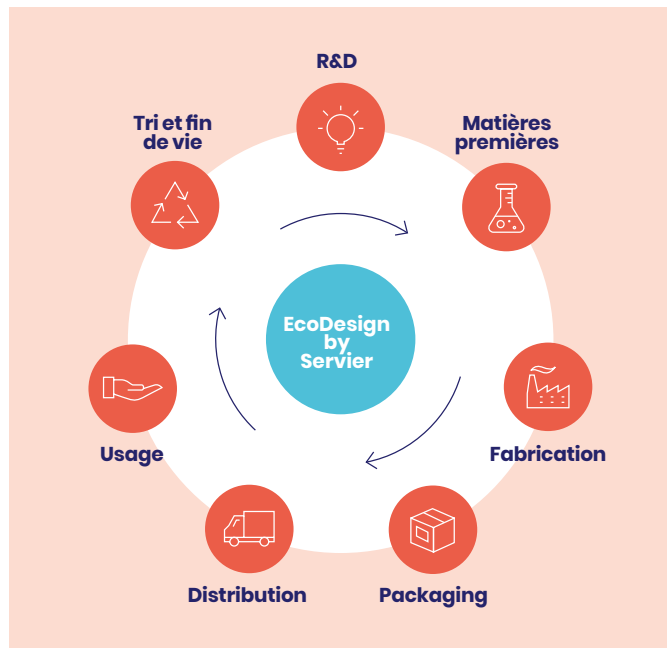 R&D
Tri et fin
de vie
Matières
premières
EcoDesign
by
Servier
Usage
Fabrication
Distribution
Packaging